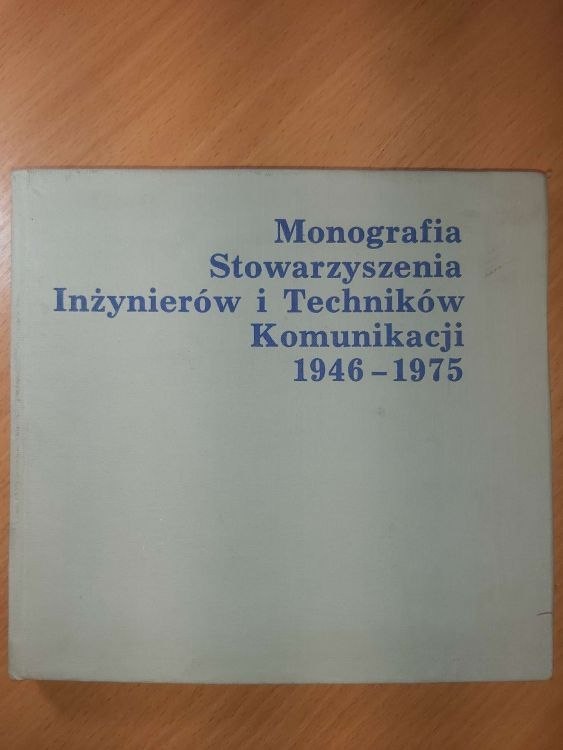 Monografia
Stowarzyszenia
Inżynierów i Techników
Komunikacji
1946 – 1975